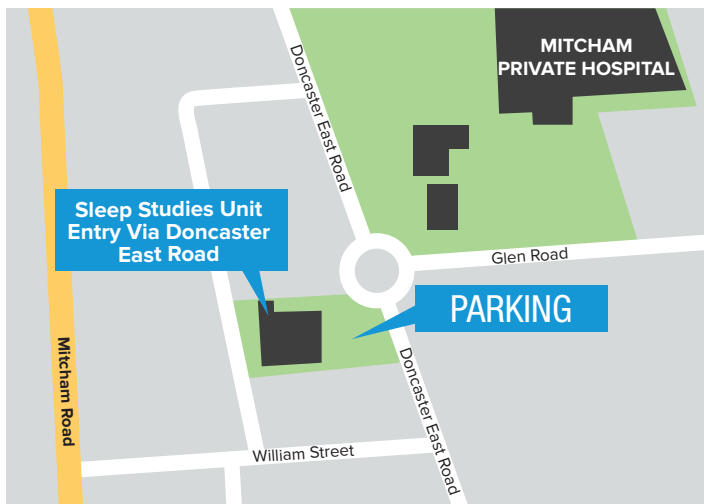 MITCHAM
PRIVATE HOSPITAL
Doncaster East Road
Sleep Studies Unit
Entry Via Doncaster
East Road
Glen Road
PARKING
Mitcham Road
Doncaster East Road
William Street